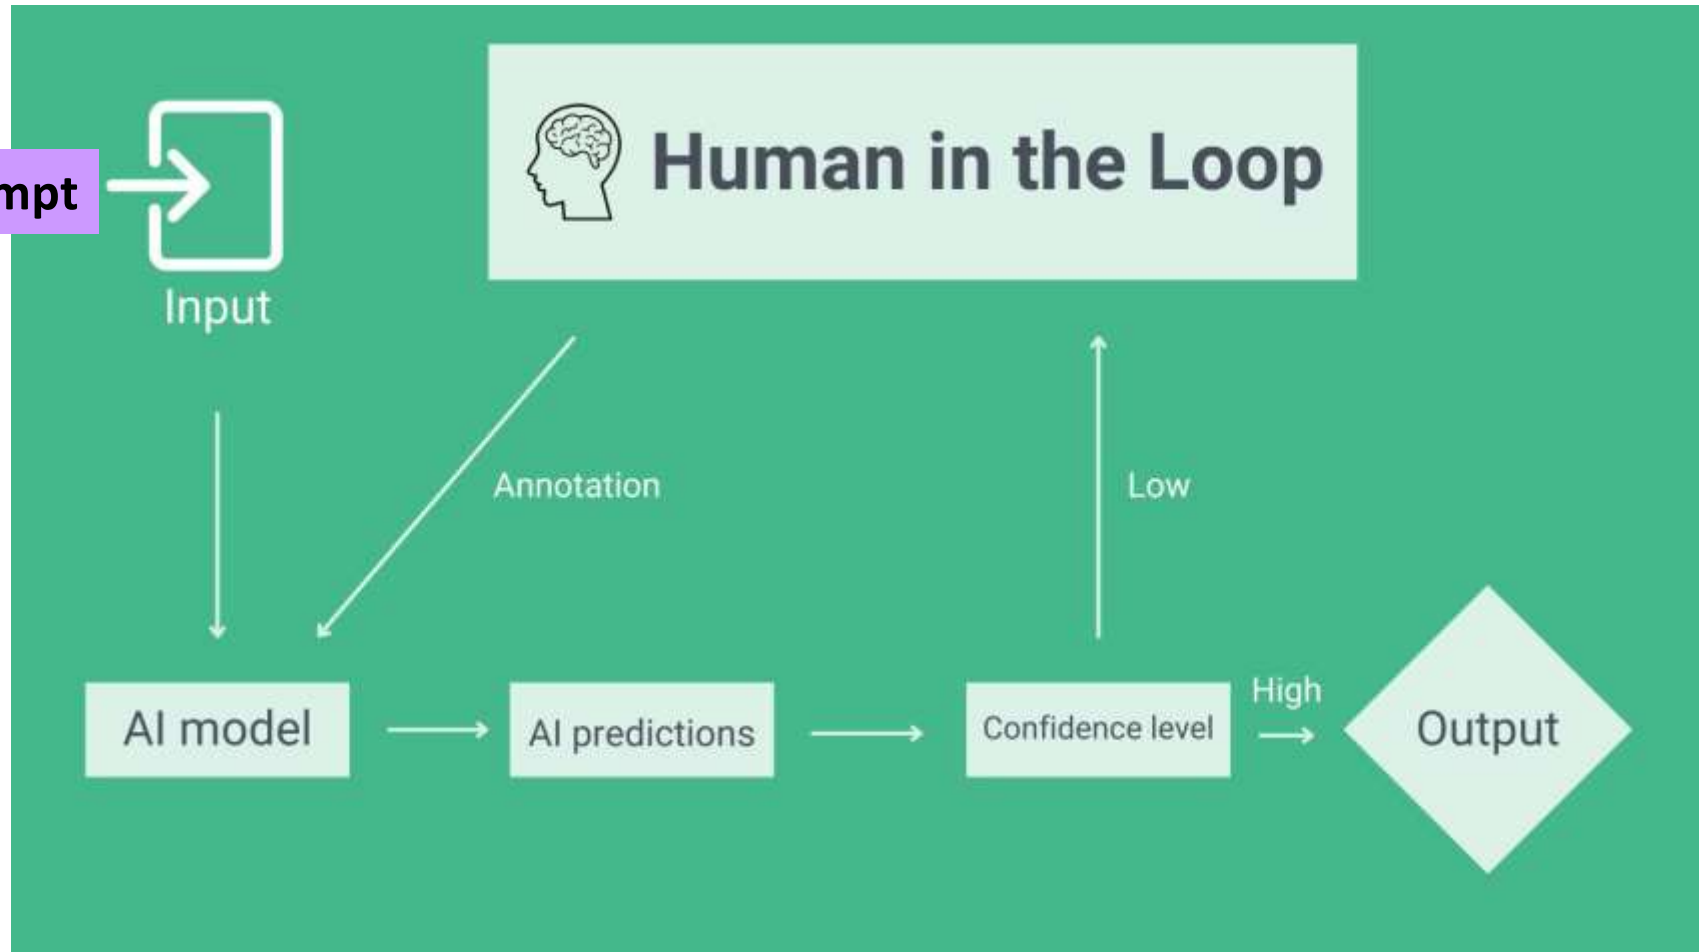 Human in the Loop
mpt
Input
Annotation
Low
High
AI model
AI predictions
Confidence level
Output